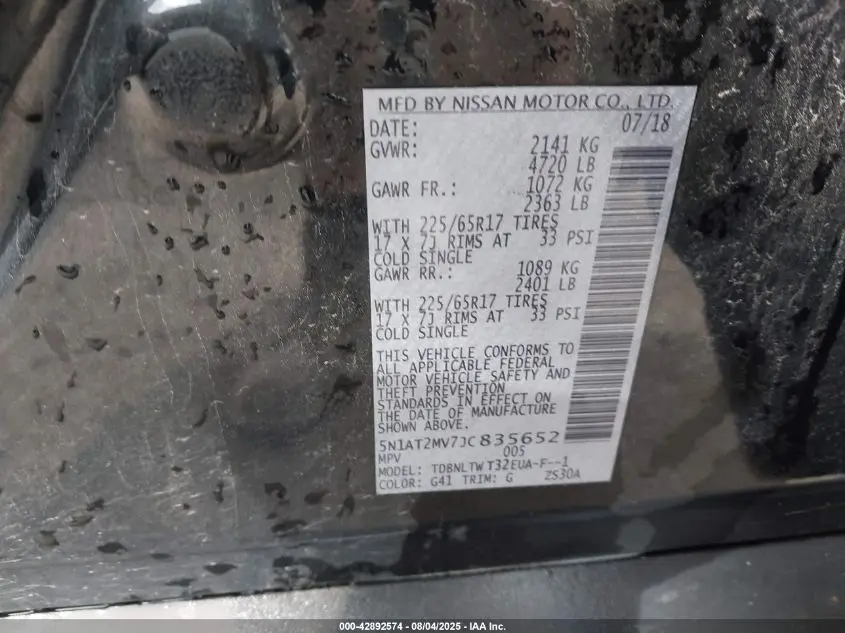 MFD BY NISSAN MOTOR CO., LTD.
DATE: 07/18
GVWR: 2141 KG
4720 LB
GAWR FR.: 1072 KG
2363 LB
WITH 225/65R17 TIRES
17 X 7J RIMS AT 33 PSI
COLD SINGLE
GAWR RR.: 1089 KG
2401 LB
WITH 225/65R17 TIRES
17 X 7J RIMS AT 33 PSI
COLD SINGLE
THIS VEHICLE CONFORMS TO
ALL APPLICABLE FEDERAL
MOTOR VEHICLE SAFETY AND
THEFT PREVENTION
STANDARDS IN EFFECT ON
THE DATE OF MANUFACTURE
SHOWN ABOVE.
5N1AT2MV7JC835652
MPV 005
MODEL: TDBNLTW T32EUA-F--1
COLOR: G41 TRIM: G ZS30A
000-42892574 - 08/04/2025 - IAA Inc.